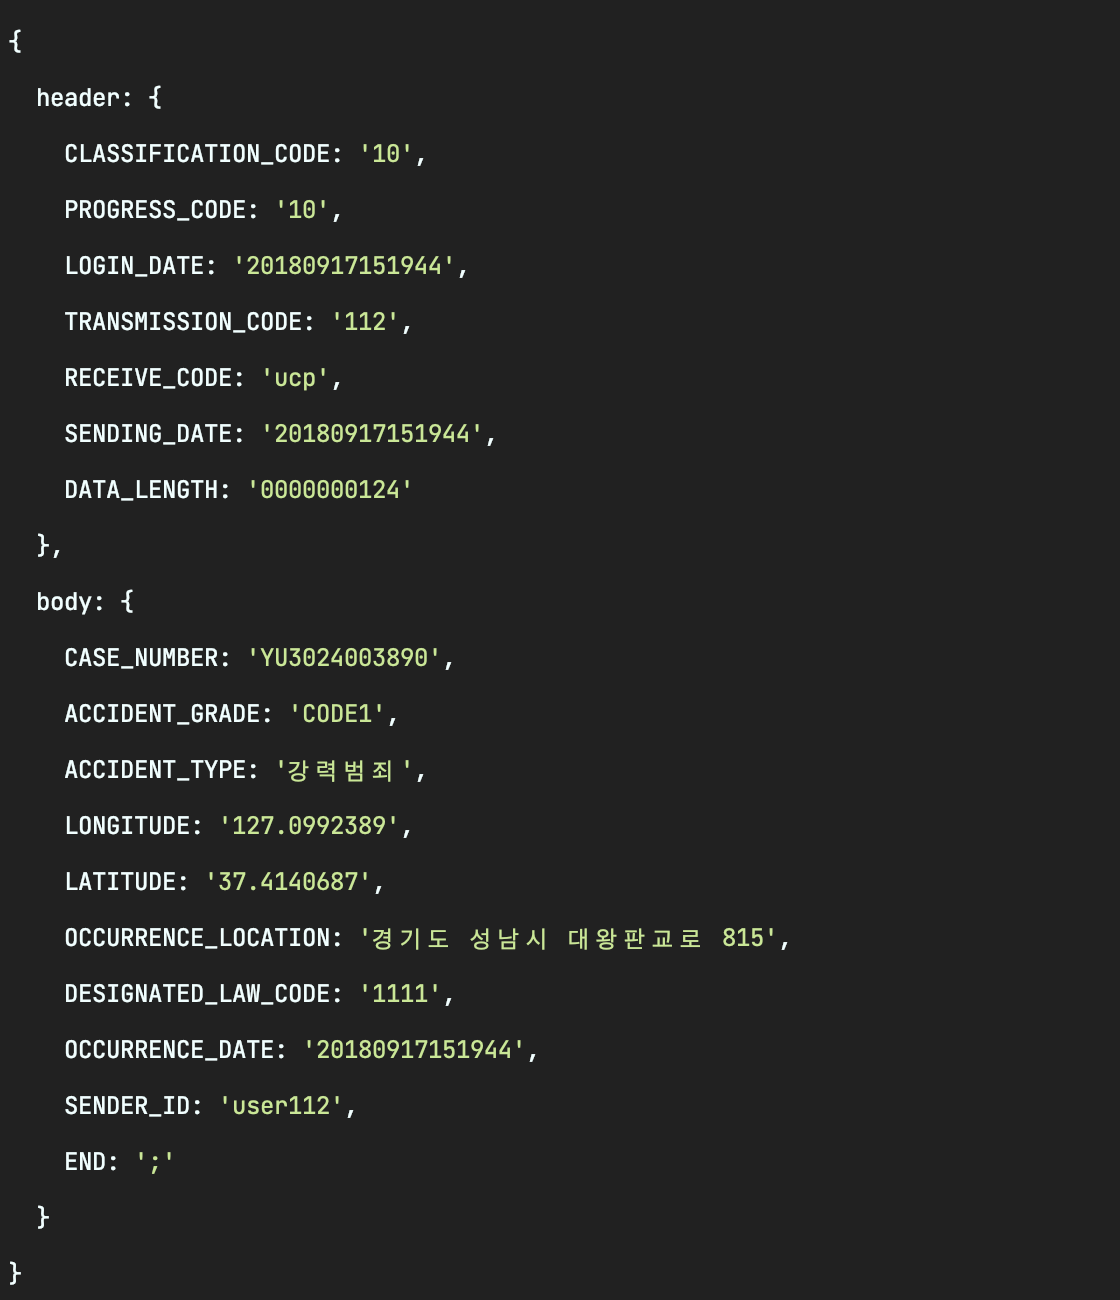 {
header: {
CLASSIFICATION_CODE: '10',
PROGRESS_CODE: '10',
LOGIN_DATE: '20180917151944',
TRANSMISSION_CODE: '112',
RECEIVE_CODE: 'ucp',
SENDING_DATE: '20180917151944',
DATA_LENGTH: '0000000124'
},
body: {
CASE_NUMBER: 'YU3024003890',
ACCIDENT_GRADE: 'CODE1',
ACCIDENT_TYPE: '강력범죄',
LONGITUDE: '127.0992389',
LATITUDE: '37.4140687',
OCCURRENCE_LOCATION: '경기도 성남시 대왕판교로 815',
DESIGNATED_LAW_CODE: '1111',
OCCURRENCE_DATE: '20180917151944',
SENDER_ID: 'user112',
END: ';'
}
}